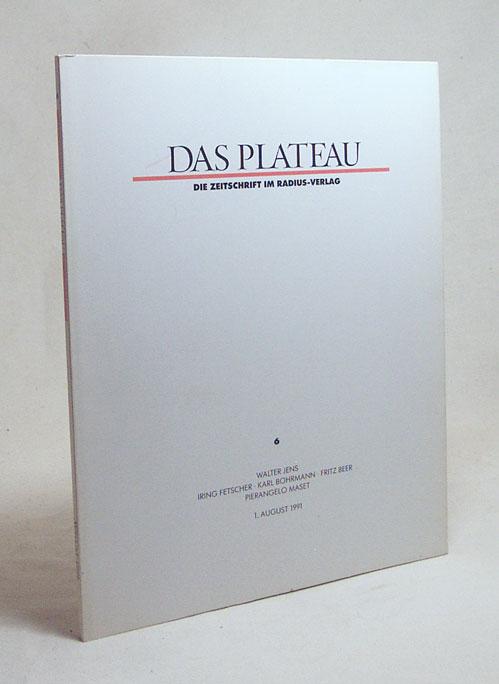 DAS PLATEAU
DIE ZEITSCHRIFT IM RADIUS-VERLAG
6
WALTER JENS
IRING FETSCHER · KARL BOHRMANN · FRITZ BEER
PIERANGELO MASET
1. AUGUST 1991